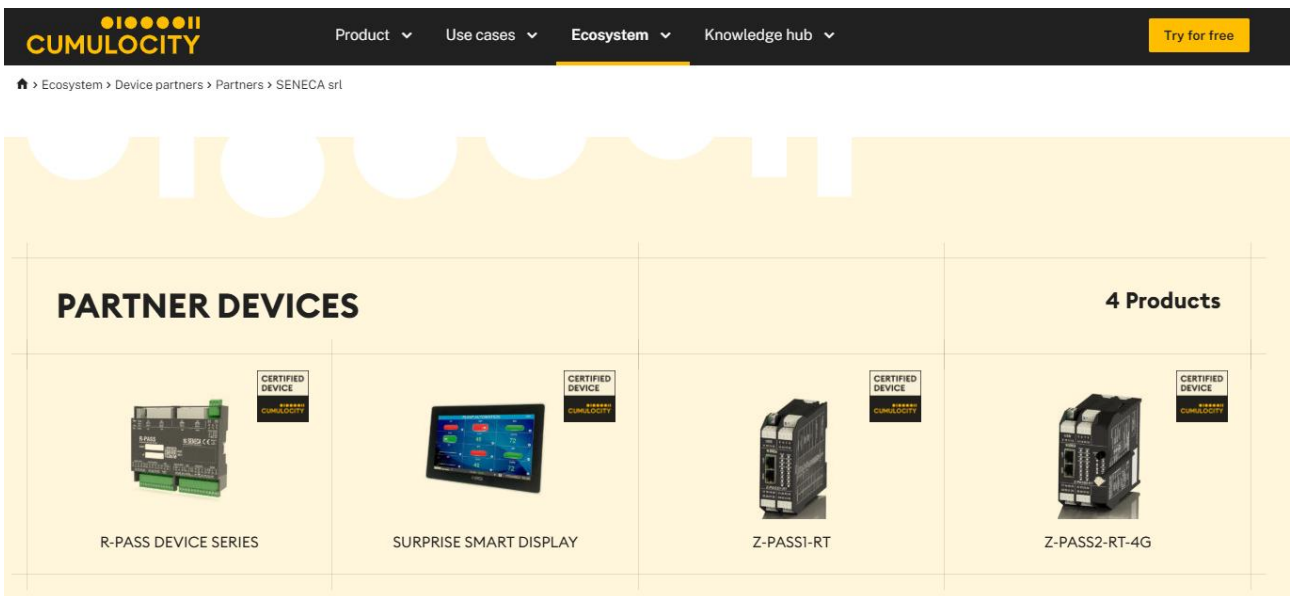 CUMULOCITY
Product Use cases Ecosystem Knowledge hub Try for free
> Ecosystem > Device partners > Partners > SENECA srl
PARTNER DEVICES
4 Products
CERTIFIED DEVICE
CUMULOCITY
CERTIFIED DEVICE
CUMULOCITY
CERTIFIED DEVICE
CUMULOCITY
CERTIFIED DEVICE
CUMULOCITY
R-PASS
SENECA
R-PASS DEVICE SERIES
SURPRISE SMART DISPLAY
Z-PASS1-RT
Z-PASS2-RT-4G